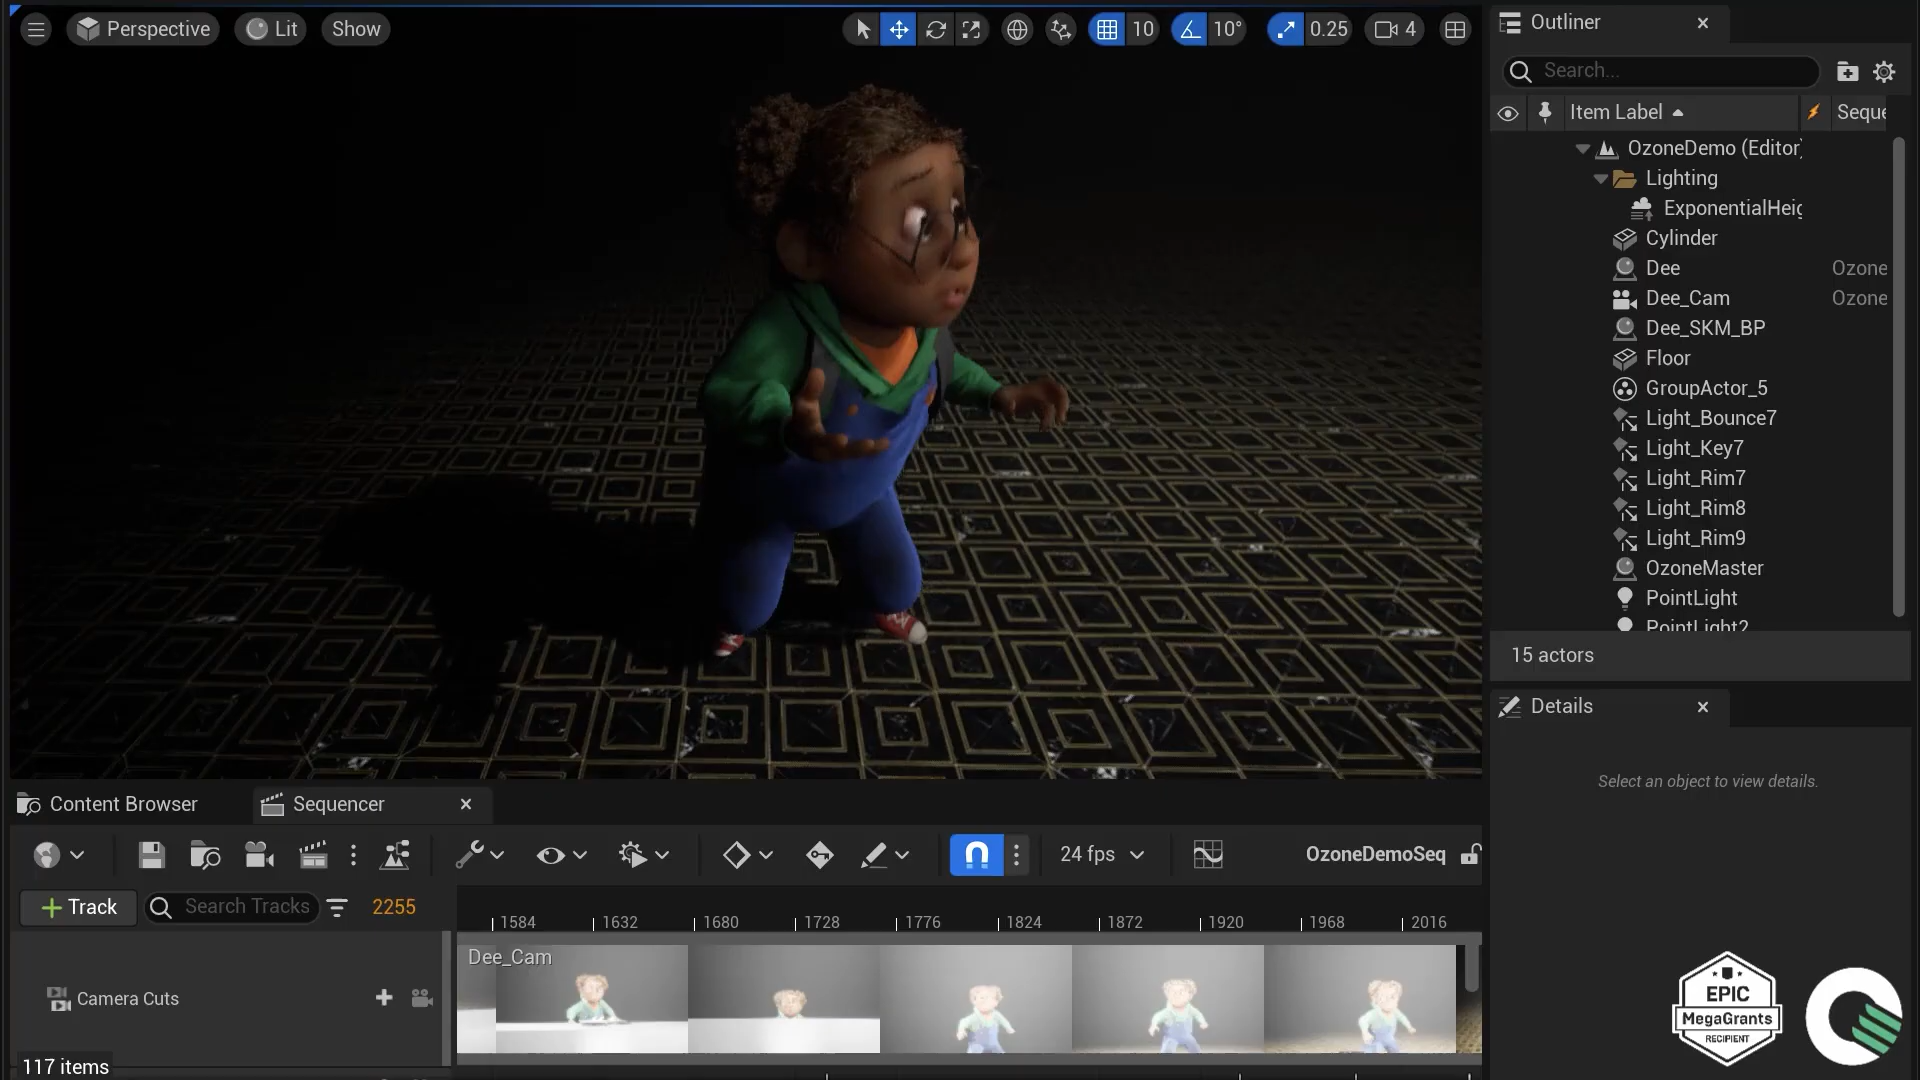 Perspective
Lit
Show
10
10°
0.25
4
Outliner
Search...
Item Label
Seque
OzoneDemo (Editor)
Lighting
ExponentialHeig
Cylinder
Dee
Ozone
Dee_Cam
Ozone
Dee_SKM_BP
Floor
GroupActor_5
Light_Bounce7
Light_Key7
Light_Rim7
Light_Rim8
Light_Rim9
OzoneMaster
PointLight
PointLight2
15 actors
Details
Select an object to view details.
Content Browser
Sequencer
24 fps
OzoneDemoSeq
Track
Search Tracks
2255
1584 1632 1680 1728 1776 1824 1872 1920 1968 2016
Dee_Cam
Camera Cuts
117 items
EPIC
MegaGrants
RECIPIENT